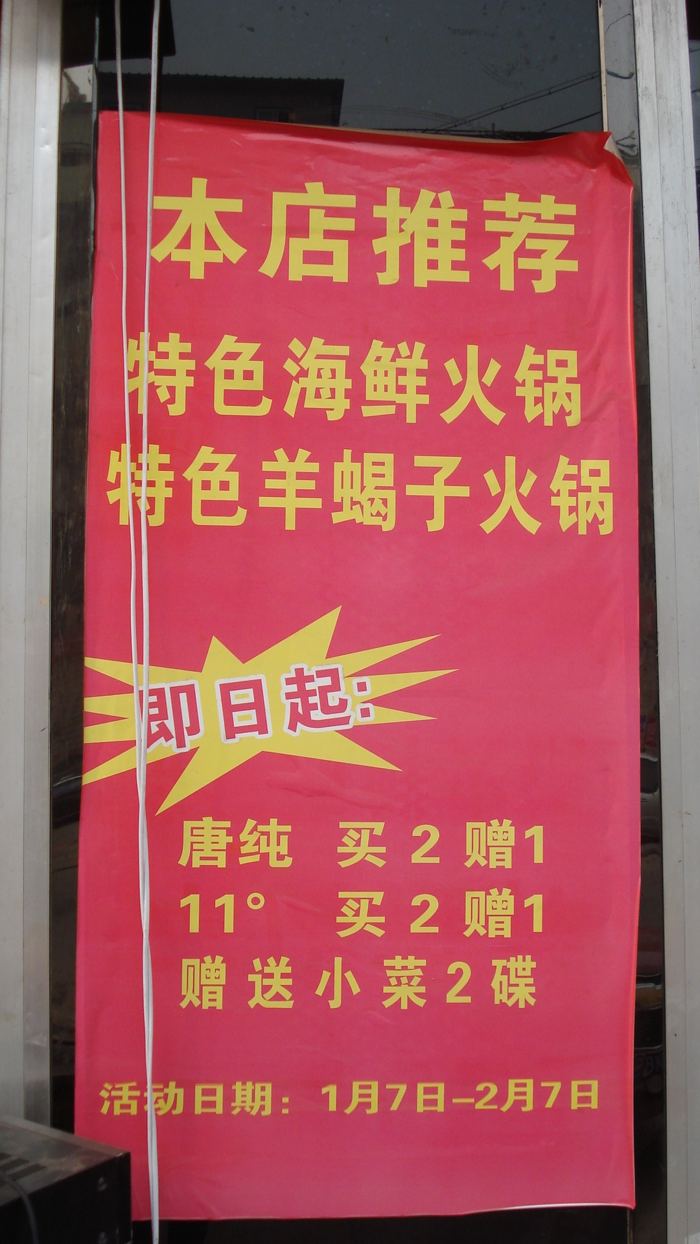 本店推荐
特色海鲜火锅
特色羊蝎子火锅
即日起:
唐纯 买2赠1
11° 买2赠1
赠送小菜2碟
活动日期：1月7日-2月7日